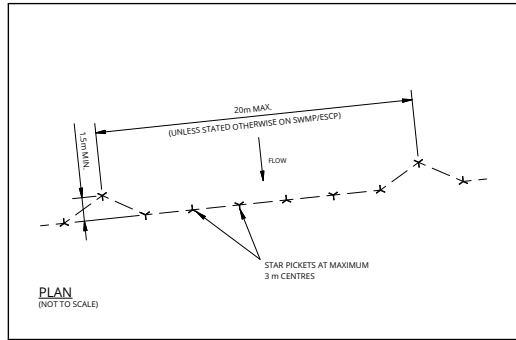 20m MAX.
(UNLESS STATED OTHERWISE ON SWMP/ESCP)
1.5m MIN.
FLOW
STAR PICKETS AT MAXIMUM
3 m CENTRES
PLAN
(NOT TO SCALE)